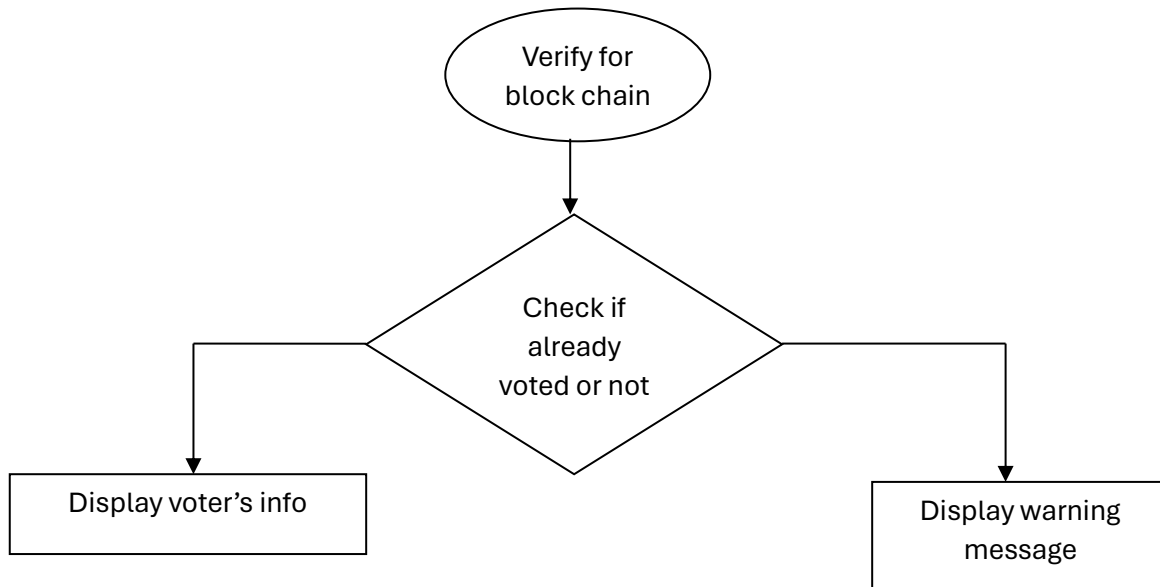 Verify for
block chain
Check if
already
voted or not
Display voter’s info
Display warning
message